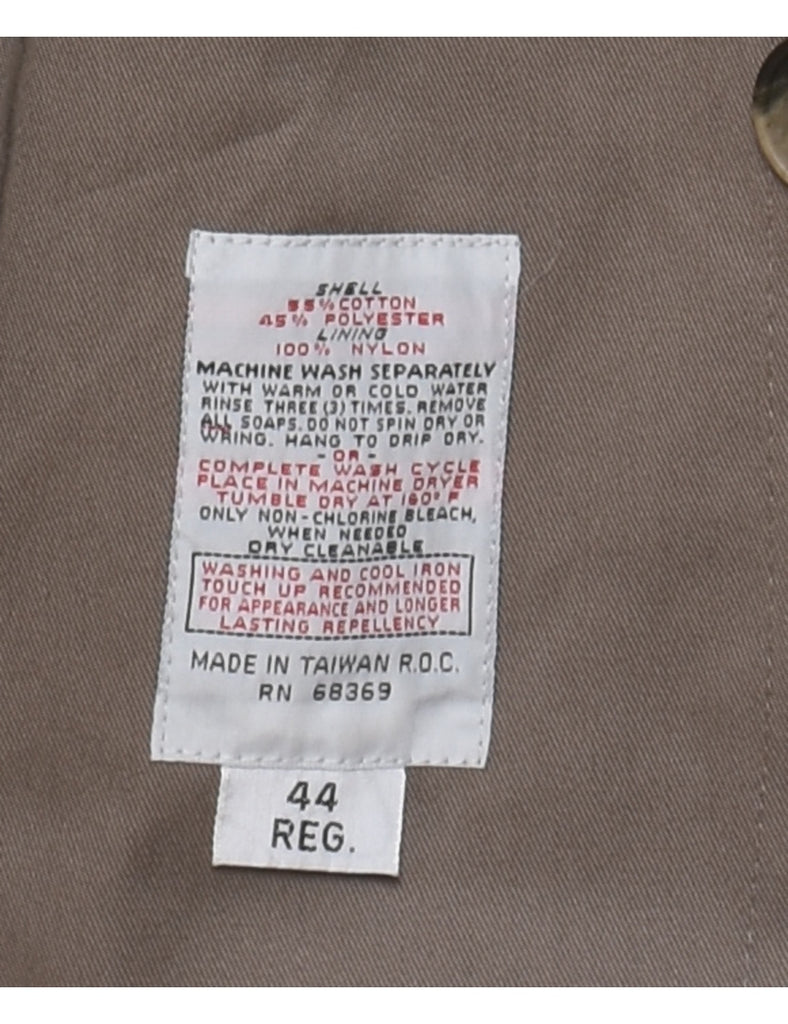 SHELL
55% COTTON
45% POLYESTER
LINING
100% NYLON
MACHINE WASH SEPARATELY
WITH WARM OR COLD WATER
RINSE THREE (3) TIMES. REMOVE
ALL SOAPS. DO NOT SPIN DRY OR
WRING. HANG TO DRIP DRY.
- OR -
COMPLETE WASH CYCLE
PLACE IN MACHINE DRYER
TUMBLE DRY AT 160° F
ONLY NON-CHLORINE BLEACH,
WHEN NEEDED
DRY CLEANABLE
WASHING AND COOL IRON
TOUCH UP RECOMMENDED
FOR APPEARANCE AND LONGER
LASTING REPELLENCY
MADE IN TAIWAN R.O.C.
RN 68369
44
REG.